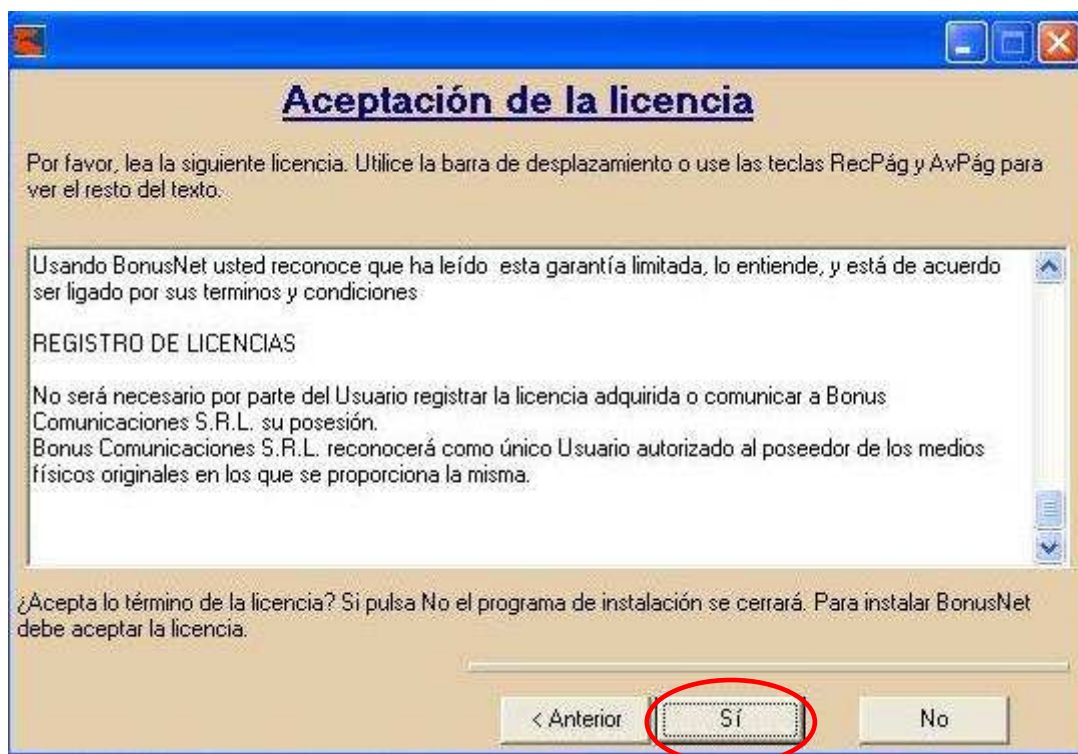 Aceptación de la licencia
Por favor, lea la siguiente licencia. Utilice la barra de desplazamiento o use las teclas RecPág y AvPág para
ver el resto del texto.
Usando BonusNet usted reconoce que ha leído  esta garantía limitada, lo entiende, y está de acuerdo
ser ligado por sus terminos y condiciones
REGISTRO DE LICENCIAS
No será necesario por parte del Usuario registrar la licencia adquirida o comunicar a Bonus
Comunicaciones S.R.L. su posesión.
Bonus Comunicaciones S.R.L. reconocerá como único Usuario autorizado al poseedor de los medios
físicos originales en los que se proporciona la misma.
¿Acepta lo término de la licencia? Si pulsa No el programa de instalación se cerrará. Para instalar BonusNet
debe aceptar la licencia.
< Anterior Sí No